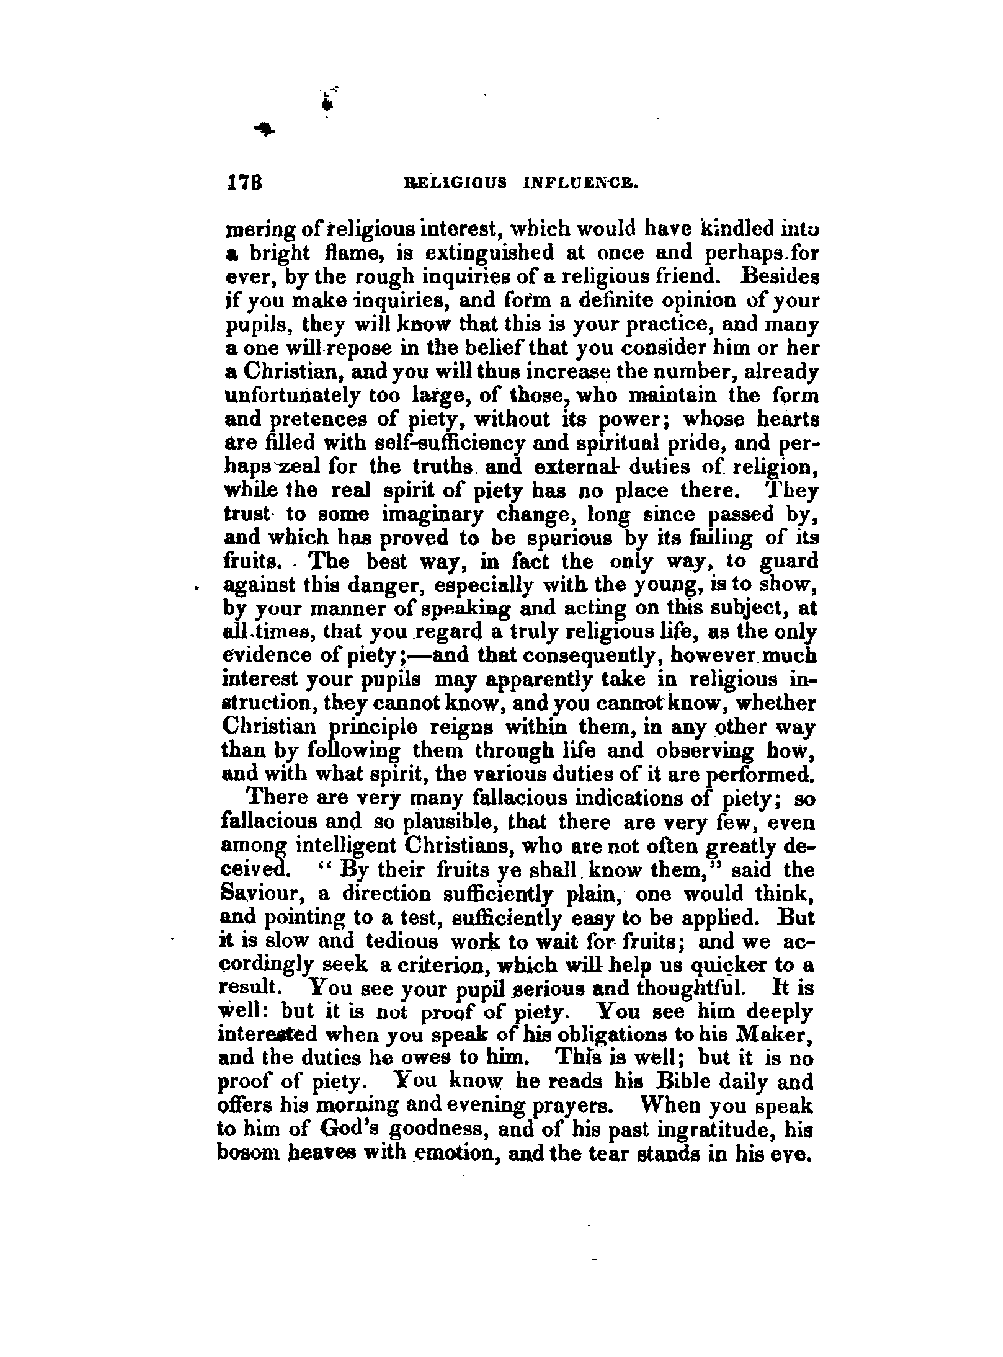 178 RELIGIOUS INFLUENCE.
mering of religious interest, which would have kindled into
a bright flame, is extinguished at once and perhaps for
ever, by the rough inquiries of a religious friend. Besides
if you make inquiries, and form a definite opinion of your
pupils, they will know that this is your practice, and many
a one will repose in the belief that you consider him or her
a Christian, and you will thus increase the number, already
unfortunately too large, of those, who maintain the form
and pretences of piety, without its power; whose hearts
are filled with self-sufficiency and spiritual pride, and per-
haps zeal for the truths and external duties of religion,
while the real spirit of piety has no place there. They
trust to some imaginary change, long since passed by,
and which has proved to be spurious by its failing of its
fruits. The best way, in fact the only way, to guard
against this danger, especially with the young, is to show,
by your manner of speaking and acting on this subject, at
all times, that you regard a truly religious life, as the only
evidence of piety;—and that consequently, however much
interest your pupils may apparently take in religious in-
struction, they cannot know, and you cannot know, whether
Christian principle reigns within them, in any other way
than by following them through life and observing how,
and with what spirit, the various duties of it are performed.
There are very many fallacious indications of piety; so
fallacious and so plausible, that there are very few, even
among intelligent Christians, who are not often greatly de-
ceived. "By their fruits ye shall know them," said the
Saviour, a direction sufficiently plain, one would think,
and pointing to a test, sufficiently easy to be applied. But
it is slow and tedious work to wait for fruits; and we ac-
cordingly seek a criterion, which will help us quicker to a
result. You see your pupil serious and thoughtful. It is
well: but it is not proof of piety. You see him deeply
interested when you speak of his obligations to his Maker,
and the duties he owes to him. This is well; but it is no
proof of piety. You know he reads his Bible daily and
offers his morning and evening prayers. When you speak
to him of God's goodness, and of his past ingratitude, his
bosom heaves with emotion, and the tear stands in his eye.